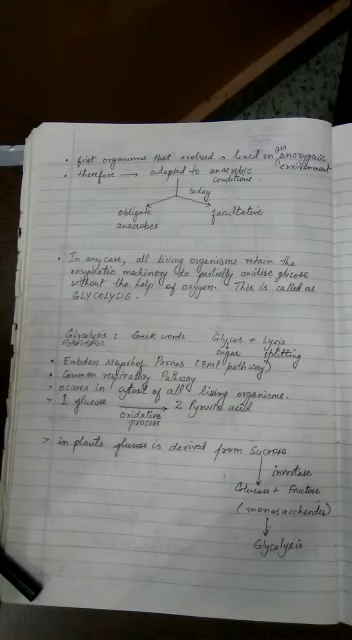 • first organisms that evolved → lived in an anoxygenic environment
• therefore → adapted to anaerobic conditions.
today
obligate anaerobes
facultative
• In any case, all living organisms retain the
enzymatic machinery to partially oxidise glucose
without the help of oxygen. This is called as
GLYCOLYSIS.
Glycolysis: Greek words Glycos + Lysis
sugar splitting
• Embden Meyerhof Parnas (EMP pathway)
• Common respiratory Pathway
→ occurs in cytosol of all living organisms.
→ 1 glucose → 2 Pyruvic acid
oxidative process
> in plants glucose is derived from Sucrose
invertase
Glucose + Fructose
(monosaccharides)
Glycolysis